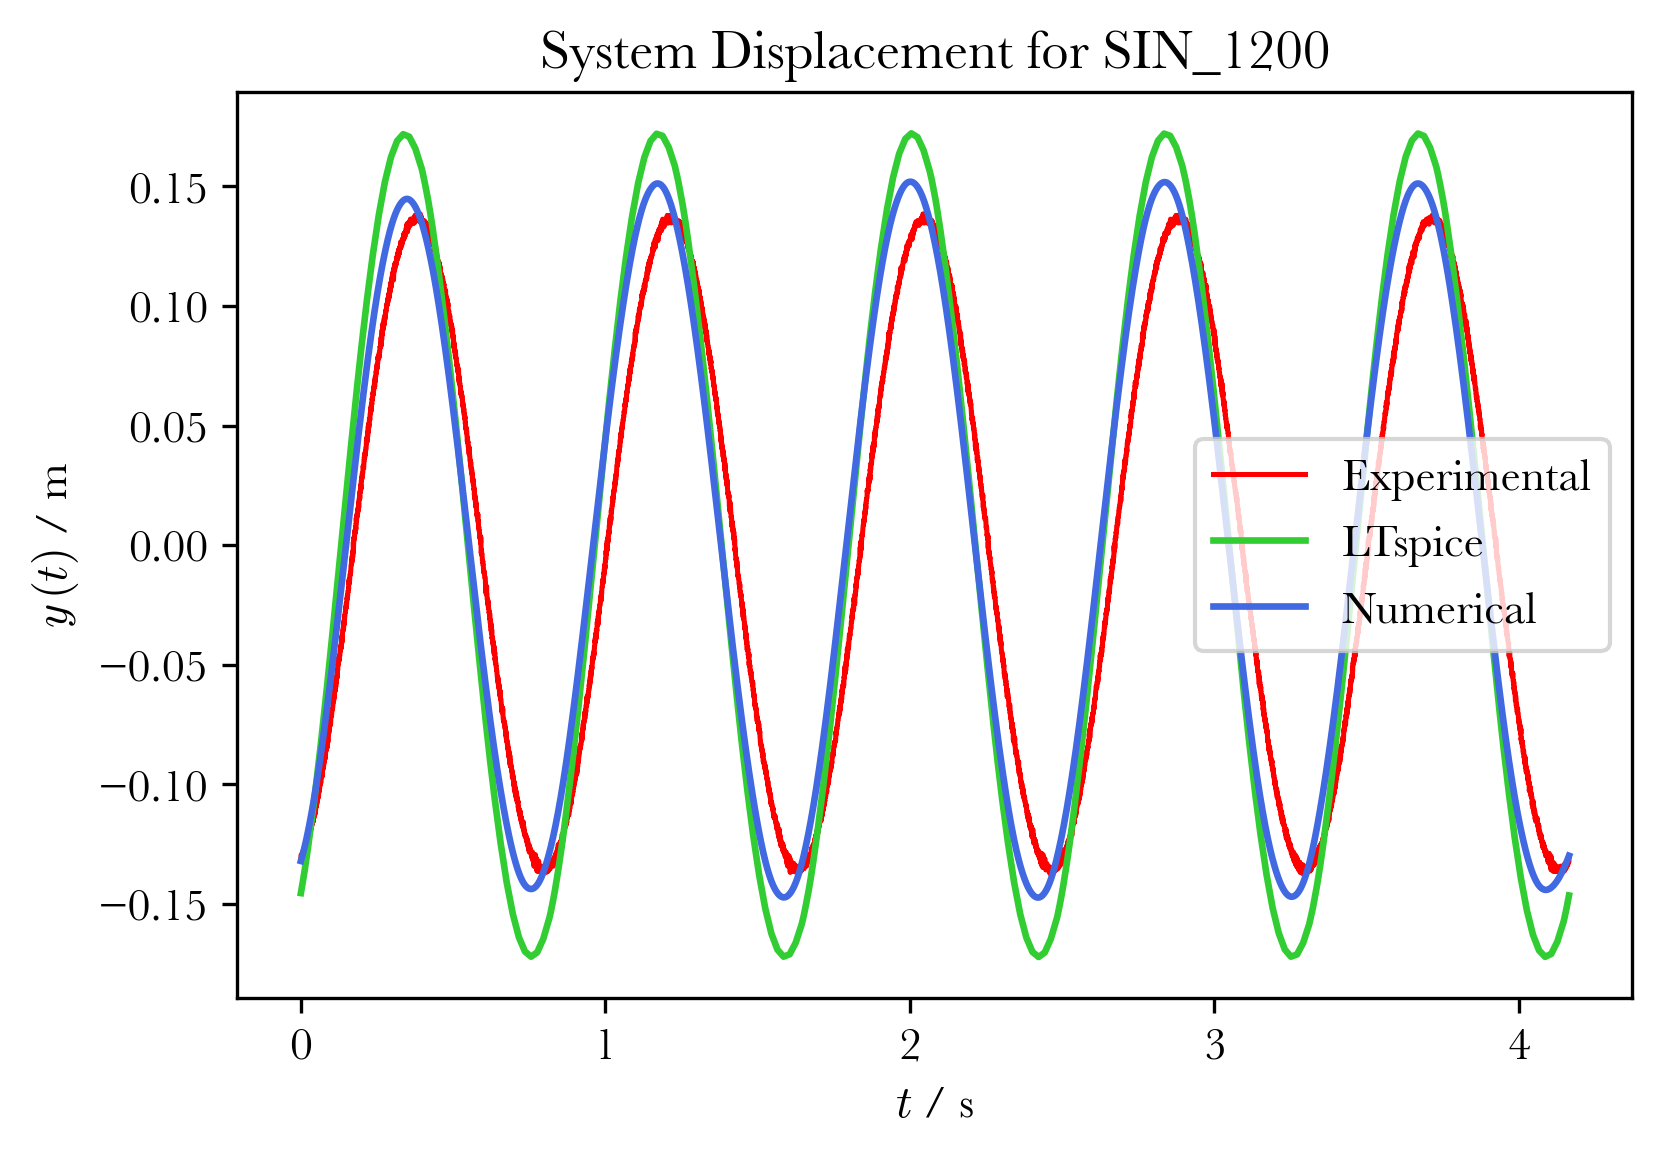 System Displacement for SIN_1200
y(t) / m
0.15
0.10
0.05
0.00
−0.05
−0.10
−0.15
Experimental
LTspice
Numerical
0 1 2 3 4
t / s